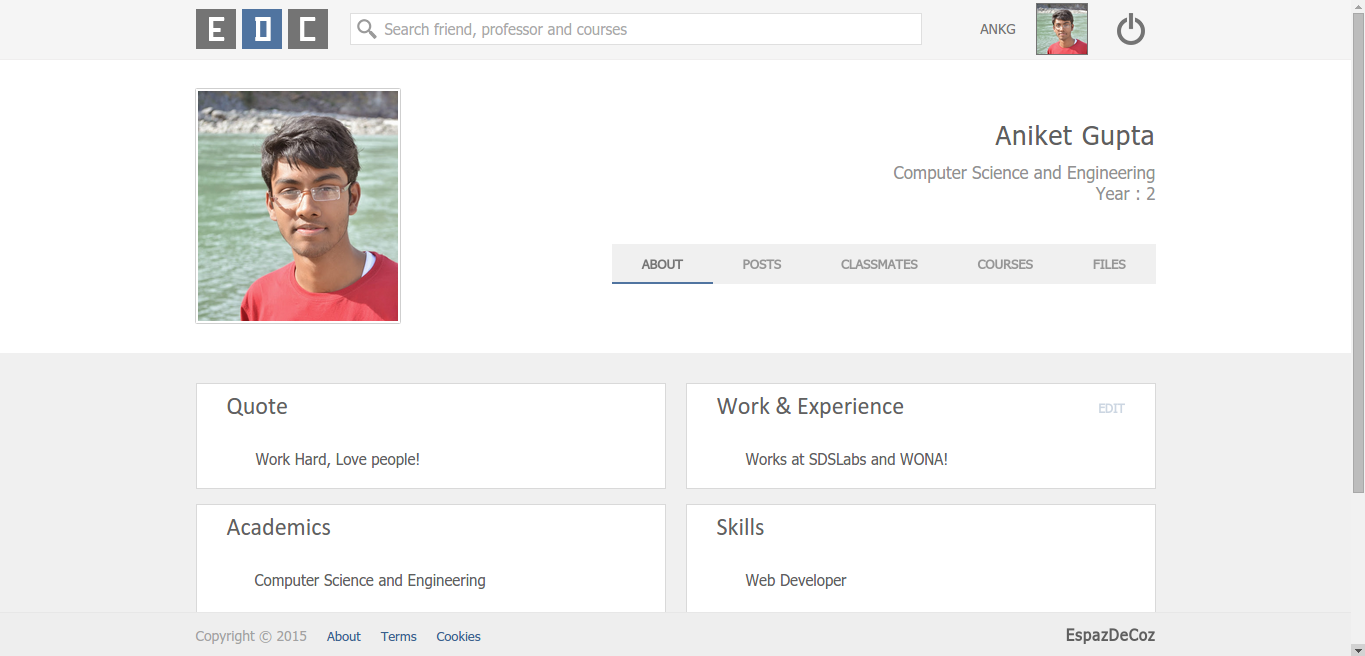 EDC
Search friend, professor and courses
ANKG
Aniket Gupta
Computer Science and Engineering
Year : 2
ABOUT POSTS CLASSMATES COURSES FILES
Quote
Work Hard, Love people!
Work & Experience EDIT
Works at SDSLabs and WONA!
Academics
Computer Science and Engineering
Skills
Web Developer
Copyright © 2015 About Terms Cookies EspazDeCoz